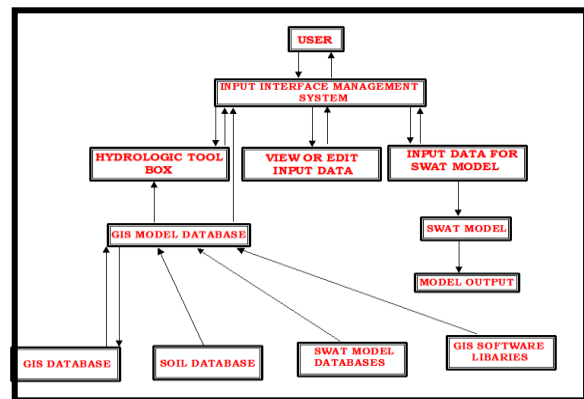 USER
INPUT INTERFACE MANAGEMENT
SYSTEM
HYDROLOGIC TOOL
BOX
VIEW OR EDIT
INPUT DATA
INPUT DATA FOR
SWAT MODEL
GIS MODEL DATABASE
SWAT MODEL
MODEL OUTPUT
GIS DATABASE
SOIL DATABASE
SWAT MODEL
DATABASES
GIS SOFTWARE
LIBARIES